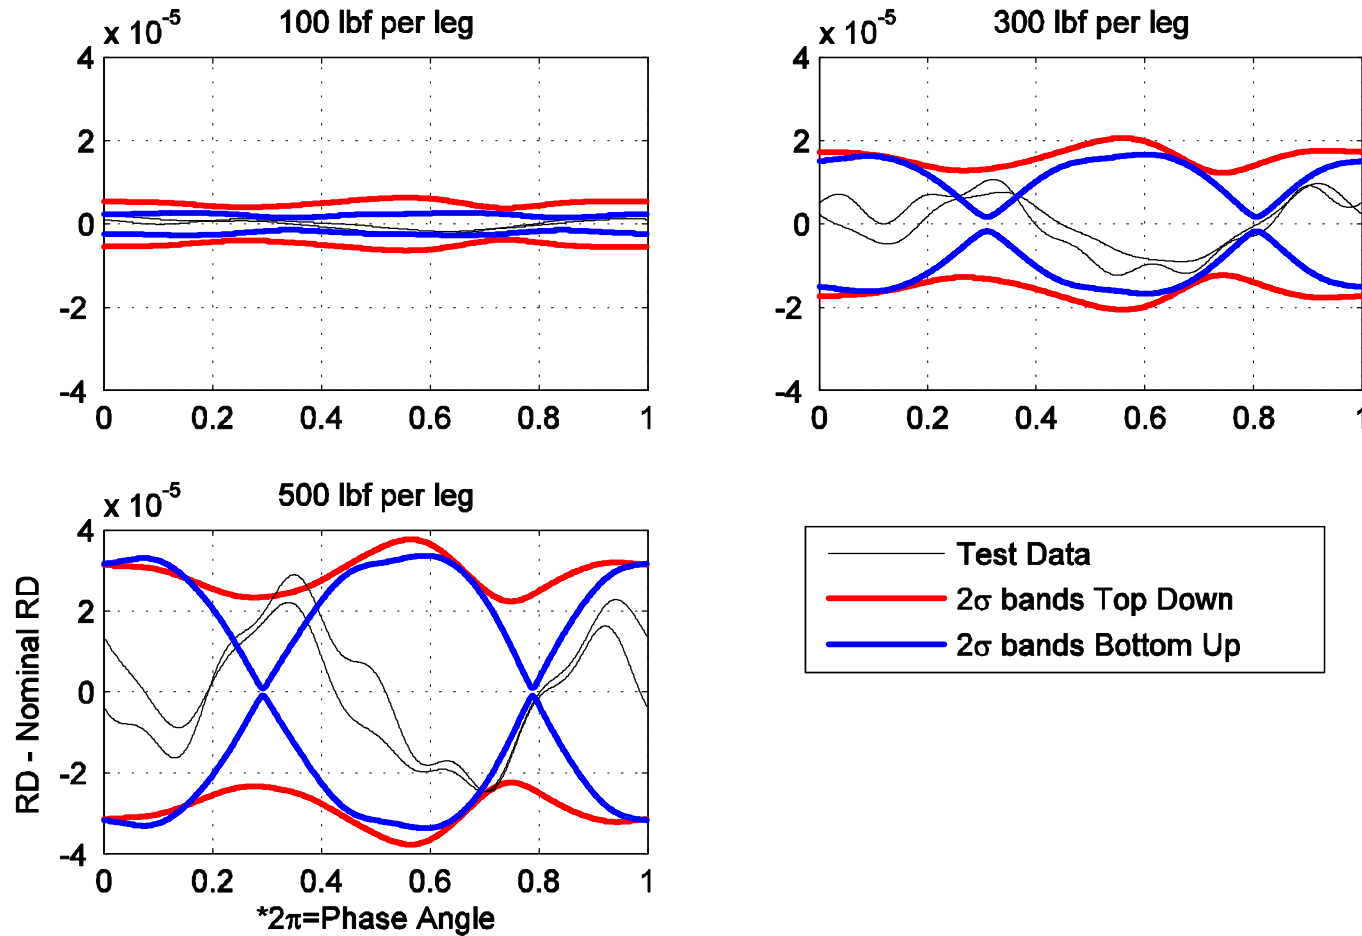 x 10-5
100 lbf per leg
4
2
0
-2
-4
0 0.2 0.4 0.6 0.8 1
x 10-5
300 lbf per leg
4
2
0
-2
-4
0 0.2 0.4 0.6 0.8 1
x 10-5
500 lbf per leg
RD - Nominal RD
4
2
0
-2
-4
0 0.2 0.4 0.6 0.8 1
*2π=Phase Angle
Test Data
2σ bands Top Down
2σ bands Bottom Up